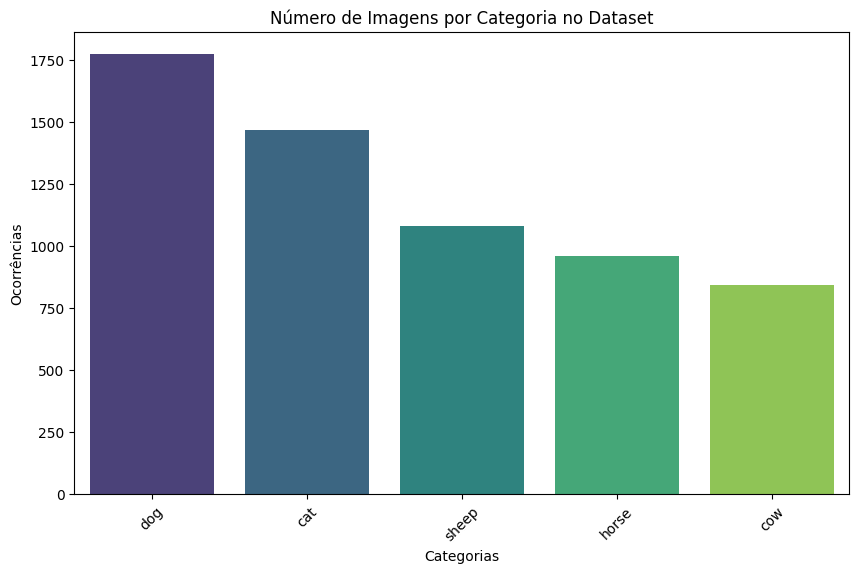 Número de Imagens por Categoria no Dataset
Ocorrências
1750
1500
1250
1000
750
500
250
0
dog
cat
sheep
horse
cow
Categorias